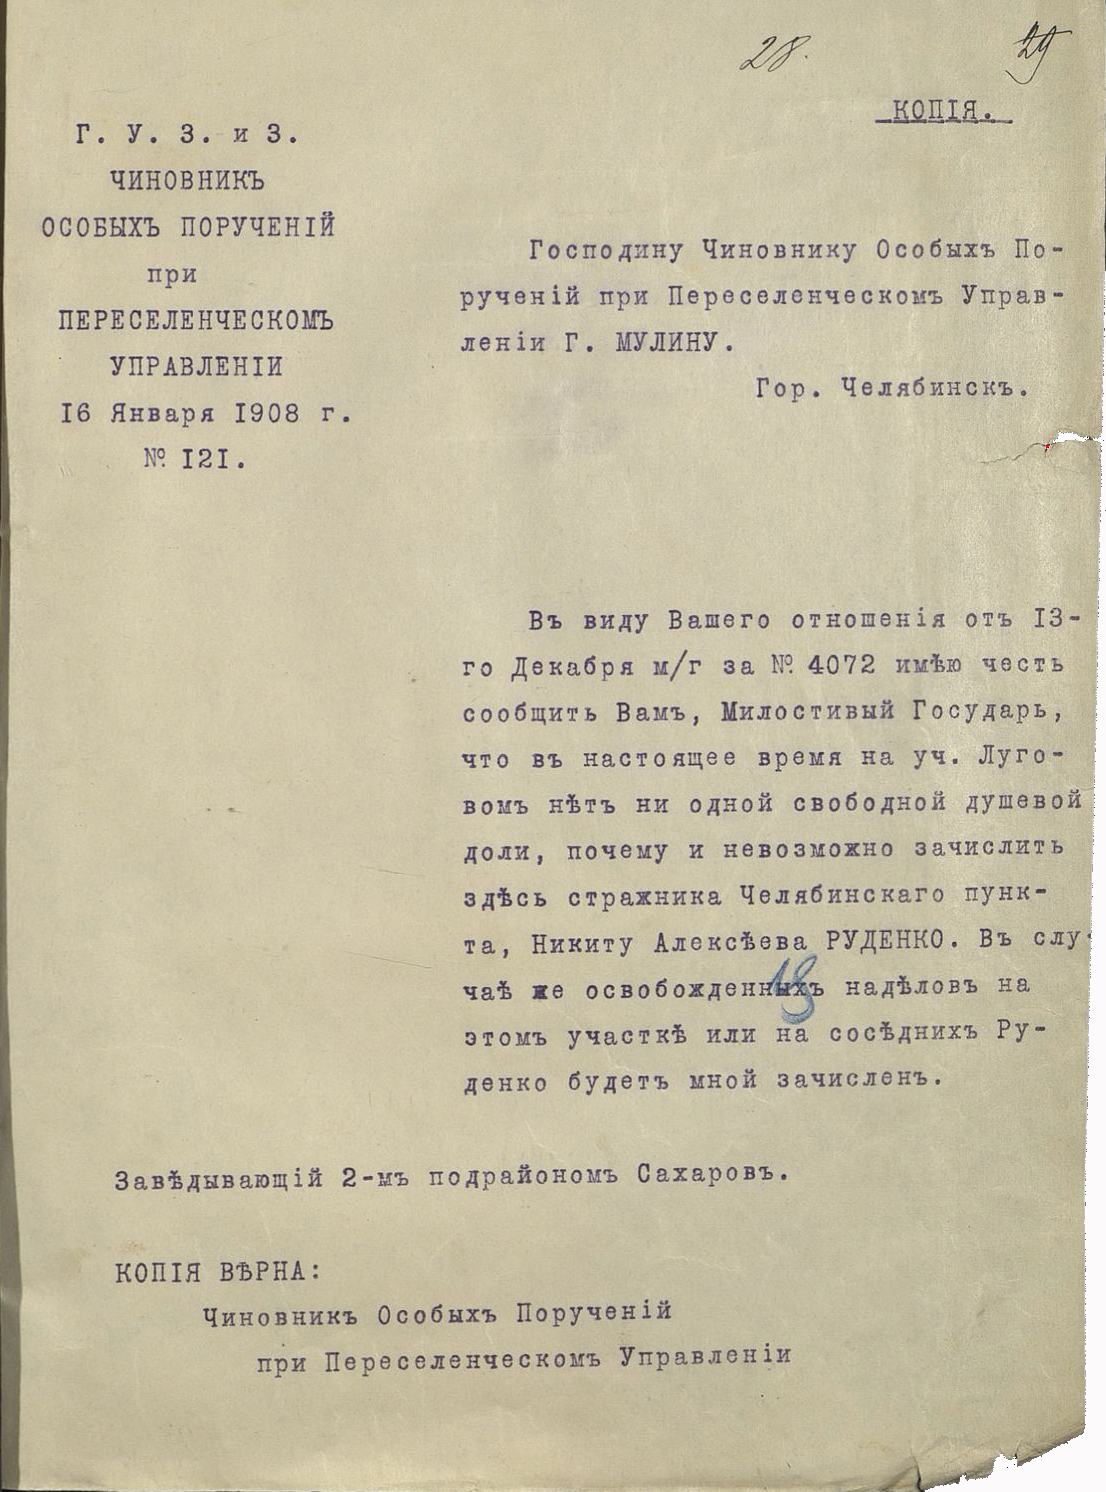 28.
29
КОПІЯ.
Г. У. З. и З.
ЧИНОВНИКЪ
ОСОБЫХЪ ПОРУЧЕНІЙ
при
ПЕРЕСЕЛЕНЧЕСКОМЪ
УПРАВЛЕНІИ
16 Января 1908 г.
№ 121.
Господину Чиновнику Особыхъ По-
рученій при Переселенческомъ Управ-
леніи Г. МУЛИНУ.
Гор. Челябинскъ.
Въ виду Вашего отношенія отъ 13-
го Декабря м/г за № 4072 имѣю честь
сообщить Вамъ, Милостивый Государь,
что въ настоящее время на уч. Луго-
вомъ нѣтъ ни одной свободной душевой
доли, почему и невозможно зачислить
здѣсь стражника Челябинскаго пунк-
та, Никиту Алексѣева РУДЕНКО. Въ слу-
чаѣ же освобожденныхъ надѣловъ на
этомъ участкѣ или на сосѣднихъ Ру-
денко будетъ мной зачисленъ.
18
Завѣдывающій 2-мъ подрайономъ Сахаровъ.
КОПІЯ ВѢРНА:
Чиновникъ Особыхъ Порученій
при Переселенческомъ Управленіи